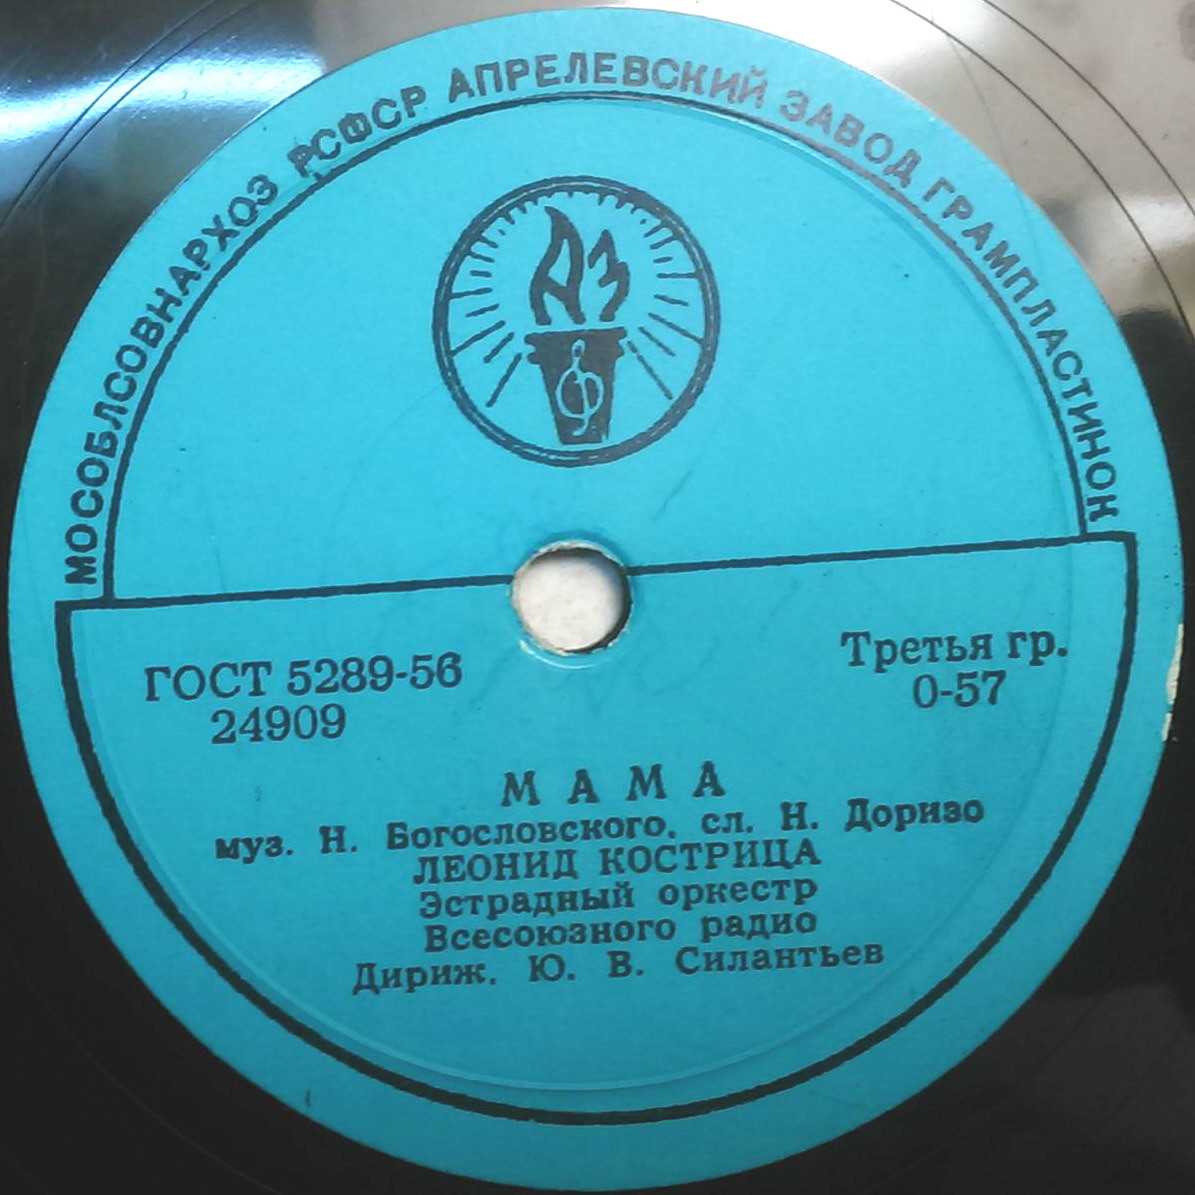 МОСОБЛСОВНАРХОЗ РСФСР АПРЕЛЕВСКИЙ ЗАВОД ГРАМПЛАСТИНОК
АЗ
ГОСТ 5289-56
24909
Третья гр.
0-57
МАМА
муз. Н. Богословского, сл. Н. Доризо
ЛЕОНИД КОСТРИЦА
Эстрадный оркестр
Всесоюзного радио
Дириж. Ю. В. Силантьев